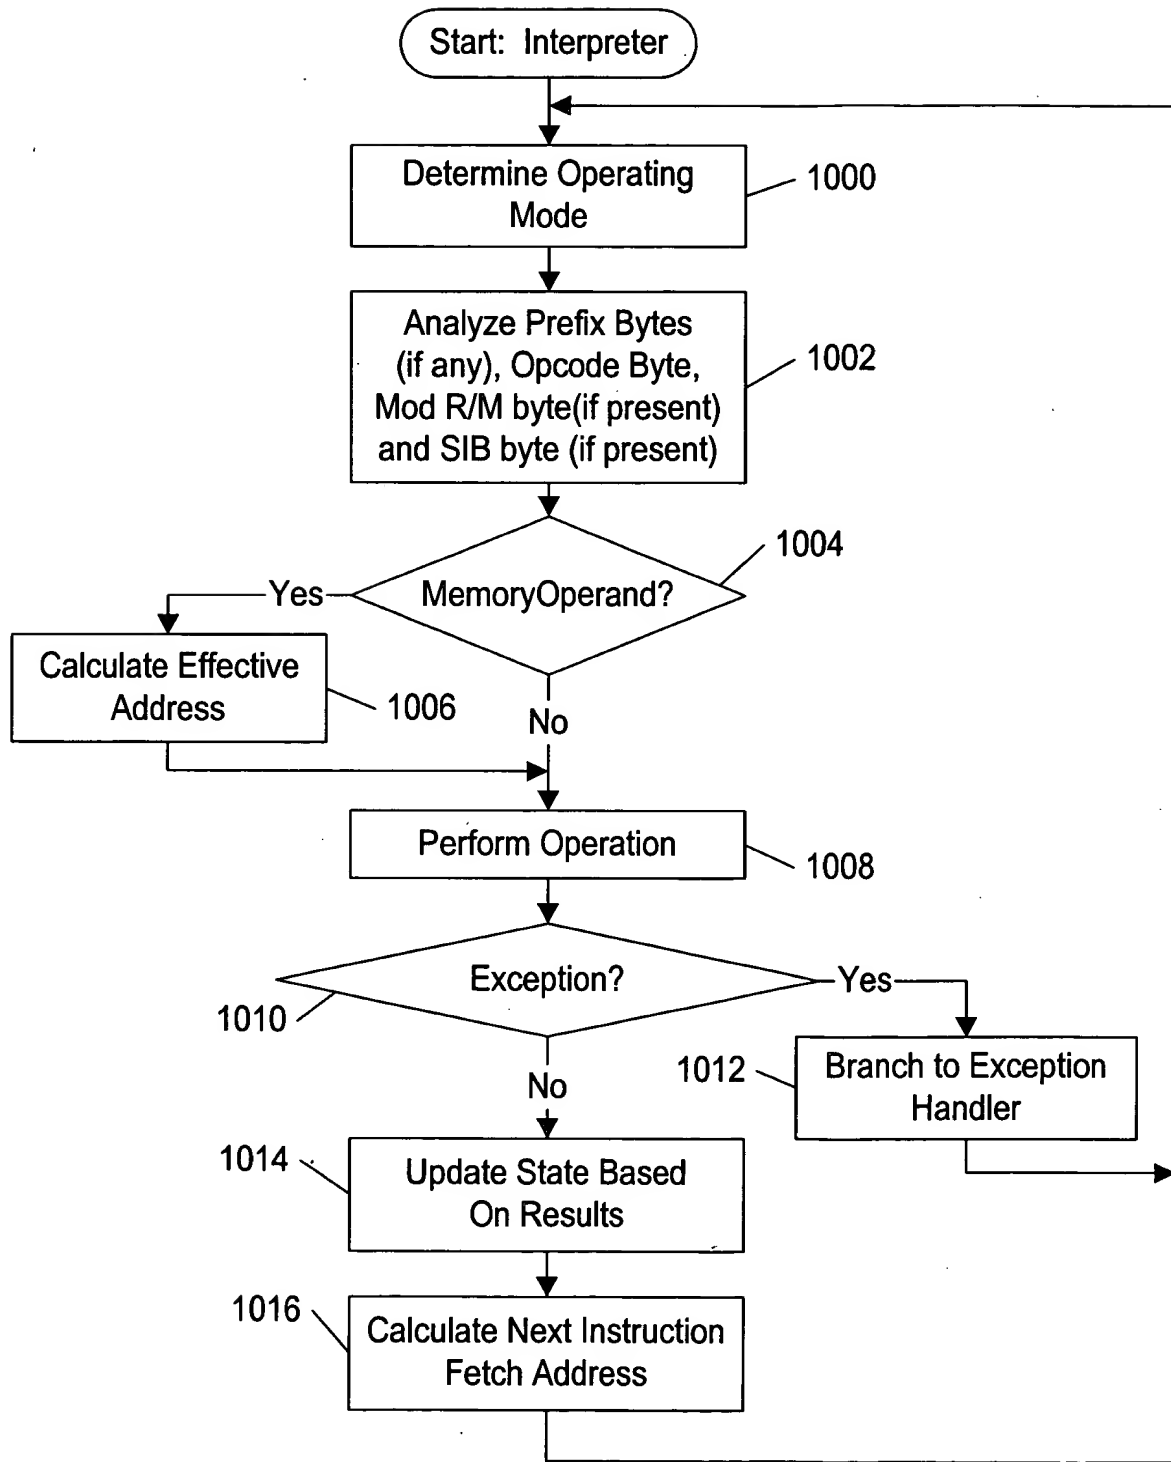 Start: Interpreter
Determine Operating
Mode
1000
Analyze Prefix Bytes
(if any), Opcode Byte,
Mod R/M byte(if present)
and SIB byte (if present)
1002
1004
Yes
MemoryOperand?
Calculate Effective
Address
1006
No
Perform Operation
1008
Exception?
Yes
1010
No
1012
Branch to Exception
Handler
1014
Update State Based
On Results
1016
Calculate Next Instruction
Fetch Address